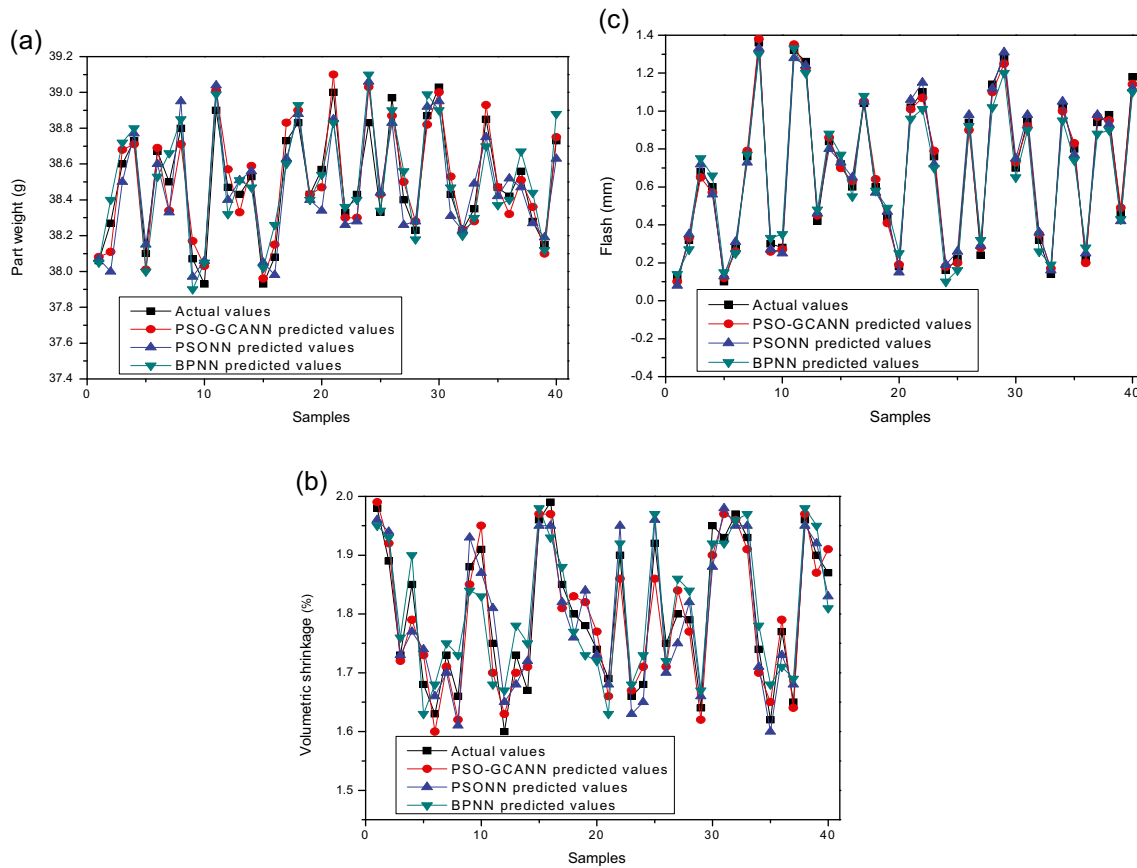 (a)
39.2
39.0
38.8
38.6
38.4
38.2
38.0
37.8
37.6
37.4
Part weight (g)
Actual values
PSO-GCANN predicted values
PSONN predicted values
BPNN predicted values
0 10 20 30 40
Samples
(c)
1.4
1.2
1.0
0.8
0.6
0.4
0.2
0.0
-0.2
-0.4
Flash (mm)
Actual values
PSO-GCANN predicted values
PSONN predicted values
BPNN predicted values
0 10 20 30 40
Samples
(b)
2.0
1.9
1.8
1.7
1.6
1.5
Volumetric shrinkage (%)
Actual values
PSO-GCANN predicted values
PSONN predicted values
BPNN predicted values
0 10 20 30 40
Samples